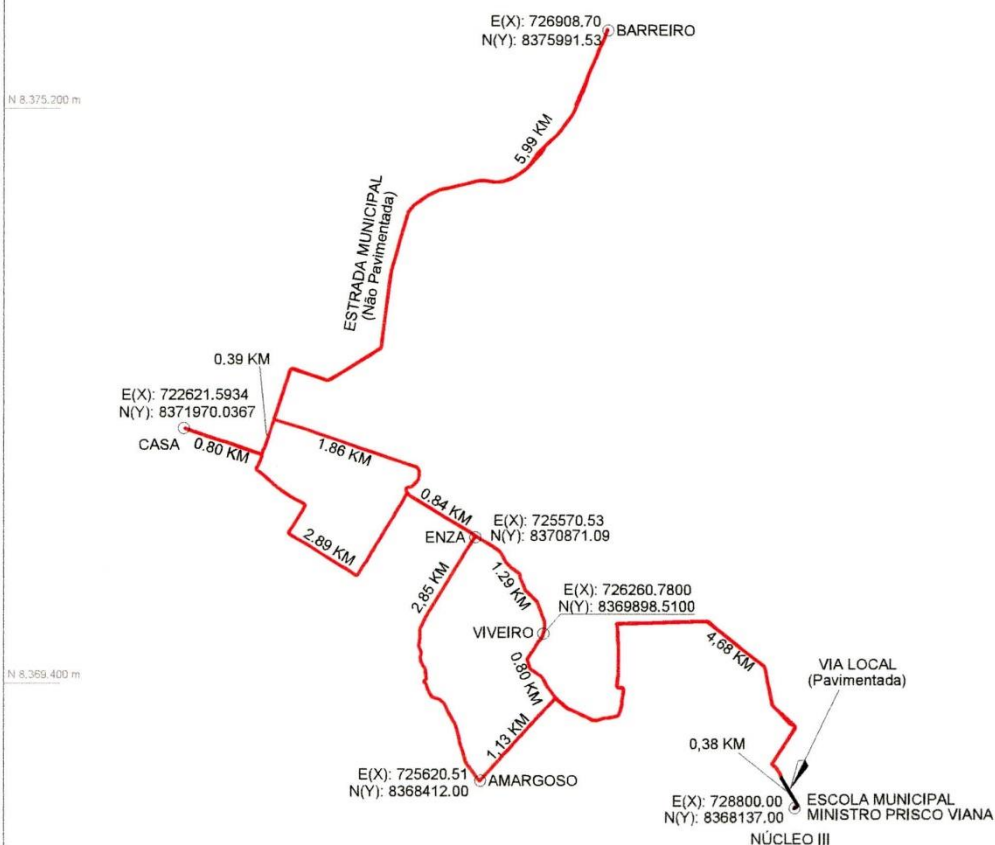 E(X): 726908.70
N(Y): 8375991.53
BARREIRO
N 8.375.200 m
5,99 KM
ESTRADA MUNICIPAL
(Não Pavimentada)
0.39 KM
E(X): 722621.5934
N(Y): 8371970.0367
CASA
0.80 KM
1.86 KM
0.84 KM
E(X): 725570.53
N(Y): 8370871.09
ENZA
2.89 KM
1.29 KM
2,85 KM
E(X): 726260.7800
N(Y): 8369898.5100
VIVEIRO
4,68 KM
0.80 KM
VIA LOCAL
(Pavimentada)
N 8.369.400 m
1,13 KM
0,38 KM
E(X): 725620.51
N(Y): 8368412.00
AMARGOSO
E(X): 728800.00
N(Y): 8368137.00
ESCOLA MUNICIPAL
MINISTRO PRISCO VIANA
NÚCLEO III